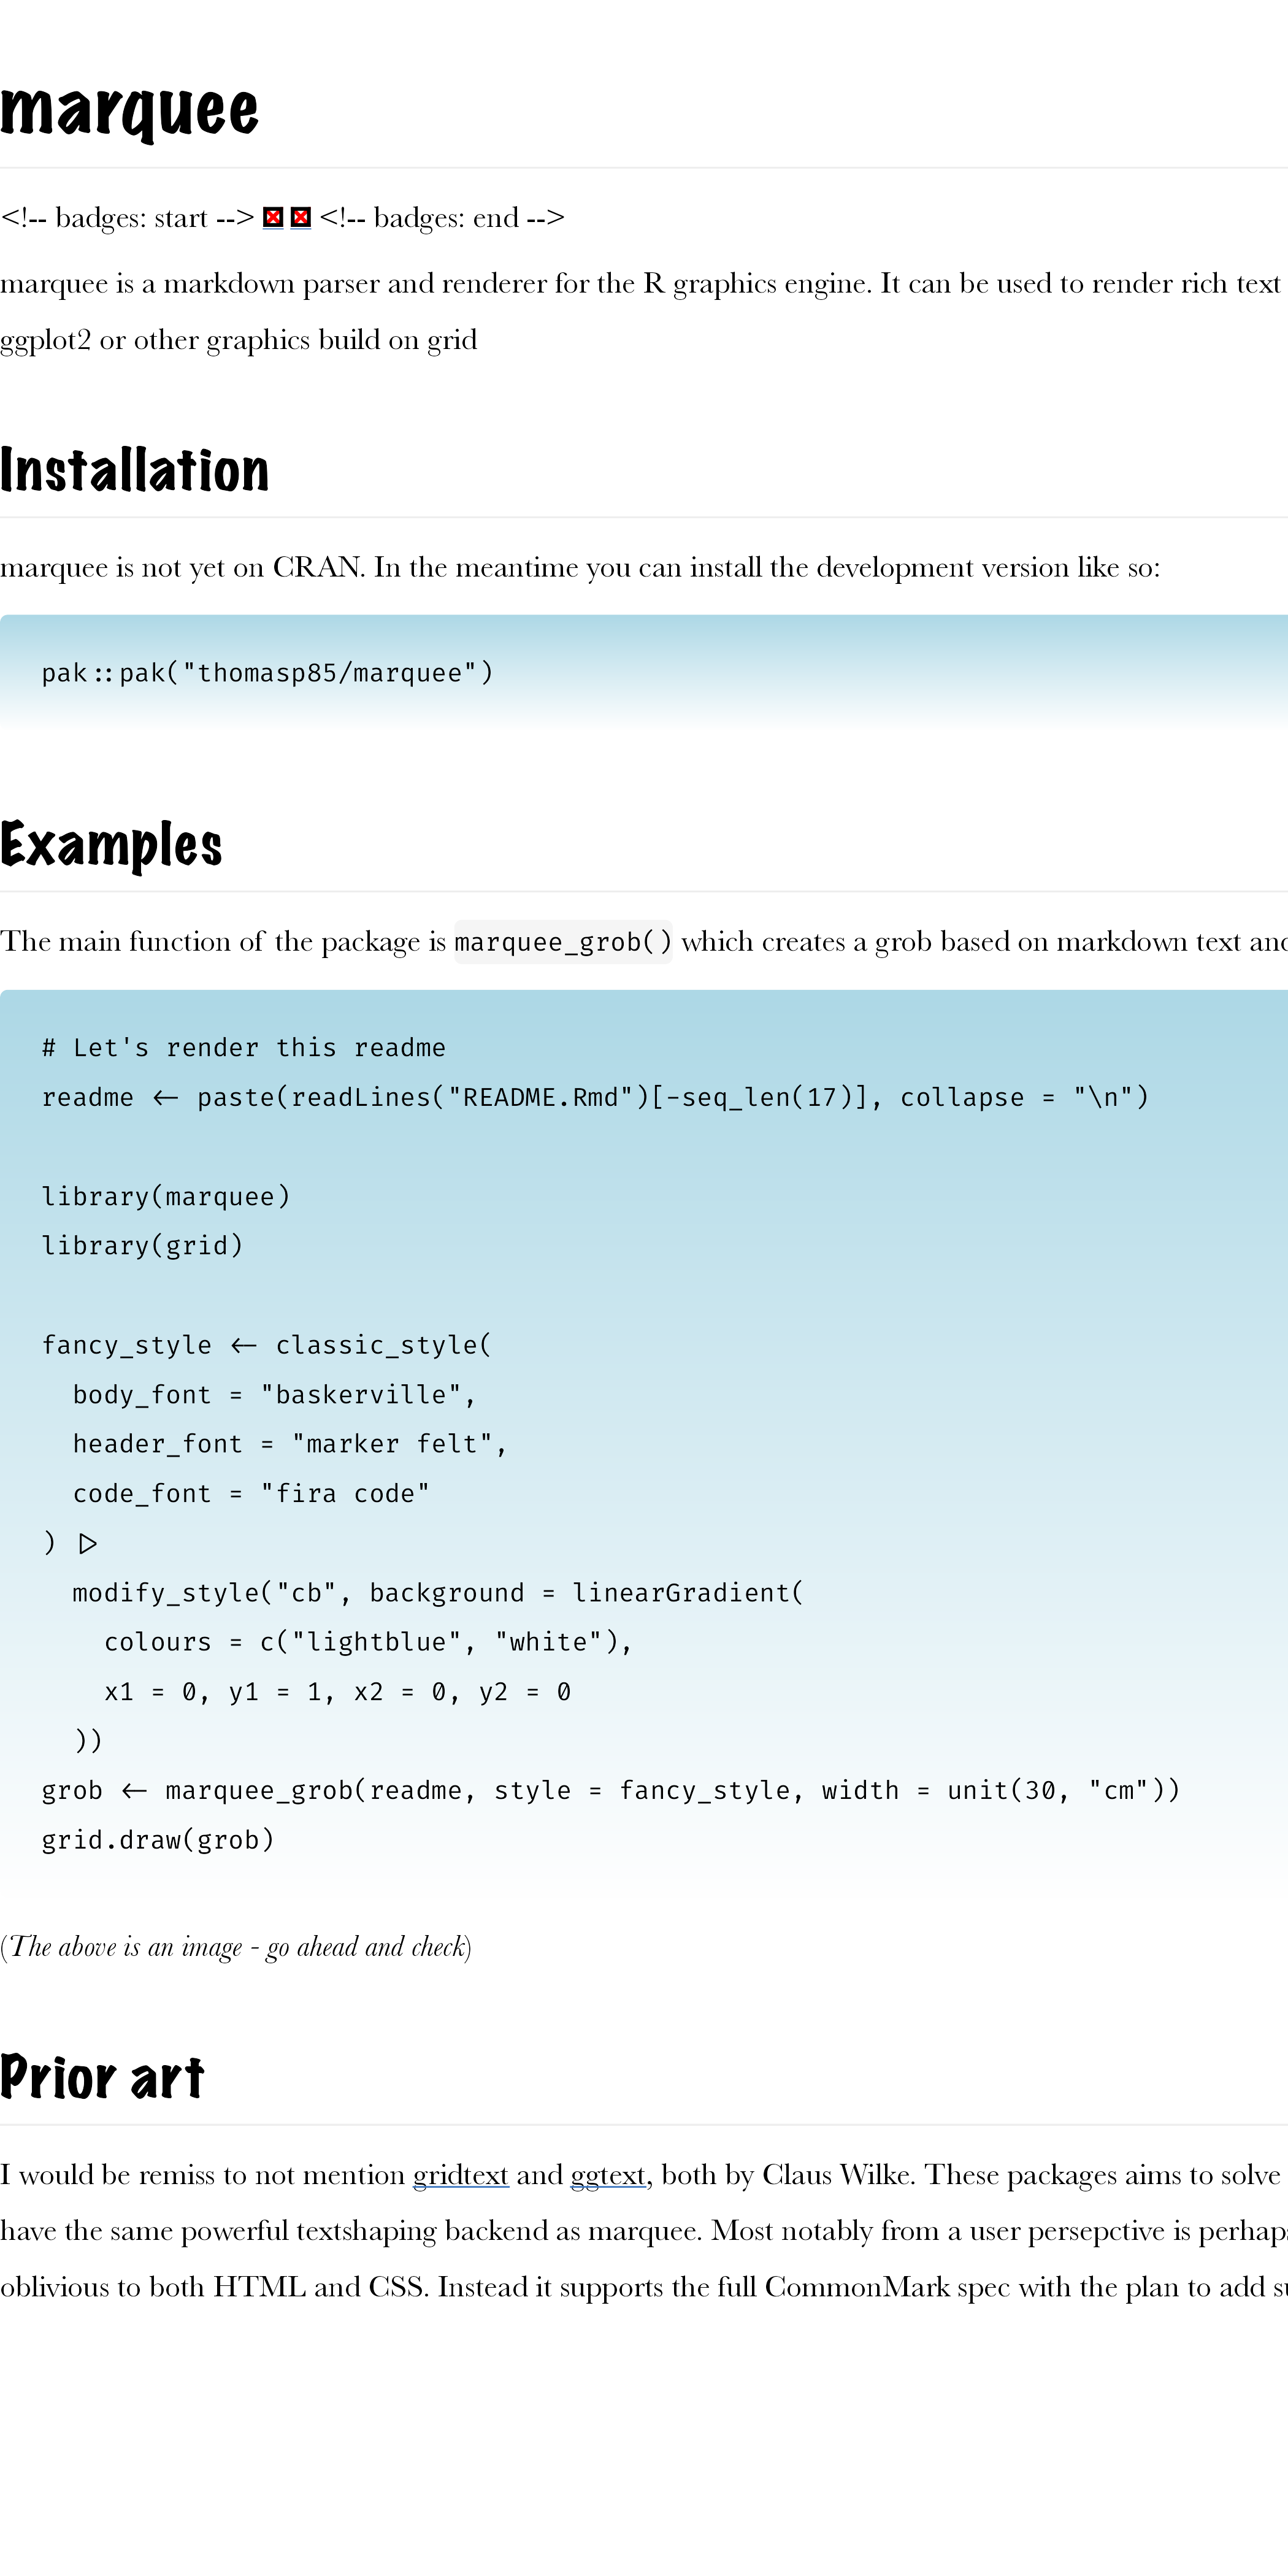 marquee
<!-- badges: start --> <!-- badges: end -->
marquee is a markdown parser and renderer for the R graphics engine. It can be used to render rich text
ggplot2 or other graphics build on grid
Installation
marquee is not yet on CRAN. In the meantime you can install the development version like so:
pak::pak("thomasp85/marquee")
Examples
The main function of the package is marquee_grob() which creates a grob based on markdown text and
# Let's render this readme
readme <- paste(readLines("README.Rmd")[-seq_len(17)], collapse = "\n")
library(marquee)
library(grid)
fancy_style <- classic_style(
  body_font = "baskerville",
  header_font = "marker felt",
  code_font = "fira code"
) |>
  modify_style("cb", background = linearGradient(
    colours = c("lightblue", "white"),
    x1 = 0, y1 = 1, x2 = 0, y2 = 0
  ))
grob <- marquee_grob(readme, style = fancy_style, width = unit(30, "cm"))
grid.draw(grob)
(The above is an image - go ahead and check)
Prior art
I would be remiss to not mention gridtext and ggtext, both by Claus Wilke. These packages aims to solve
have the same powerful textshaping backend as marquee. Most notably from a user persepctive is perhaps
oblivious to both HTML and CSS. Instead it supports the full CommonMark spec with the plan to add